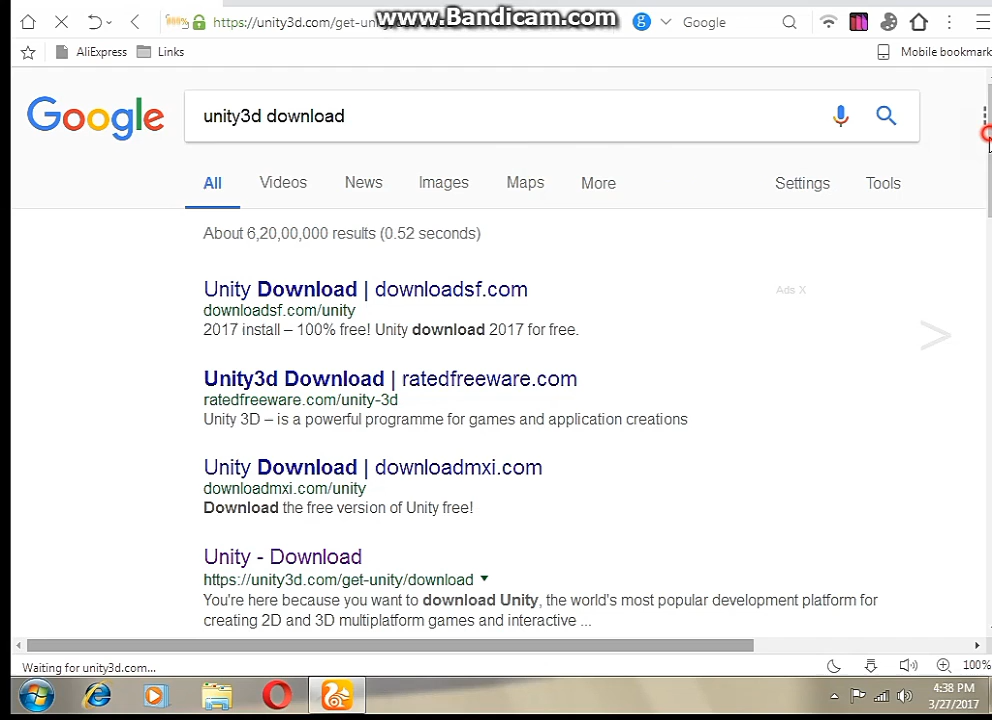 https://unity3d.com/get-un
www.Bandicam.com
Google
AliExpress
Links
Mobile bookmark
Google
unity3d download
All
Videos
News
Images
Maps
More
Settings
Tools
About 6,20,00,000 results (0.52 seconds)
Unity Download | downloadsf.com
Ads X
downloadsf.com/unity
2017 install – 100% free! Unity download 2017 for free.
>
Unity3d Download | ratedfreeware.com
ratedfreeware.com/unity-3d
Unity 3D – is a powerful programme for games and application creations
Unity Download | downloadmxi.com
downloadmxi.com/unity
Download the free version of Unity free!
Unity - Download
https://unity3d.com/get-unity/download
You're here because you want to download Unity, the world's most popular development platform for
creating 2D and 3D multiplatform games and interactive ...
Waiting for unity3d.com...
100%
4:38 PM
3/27/2017